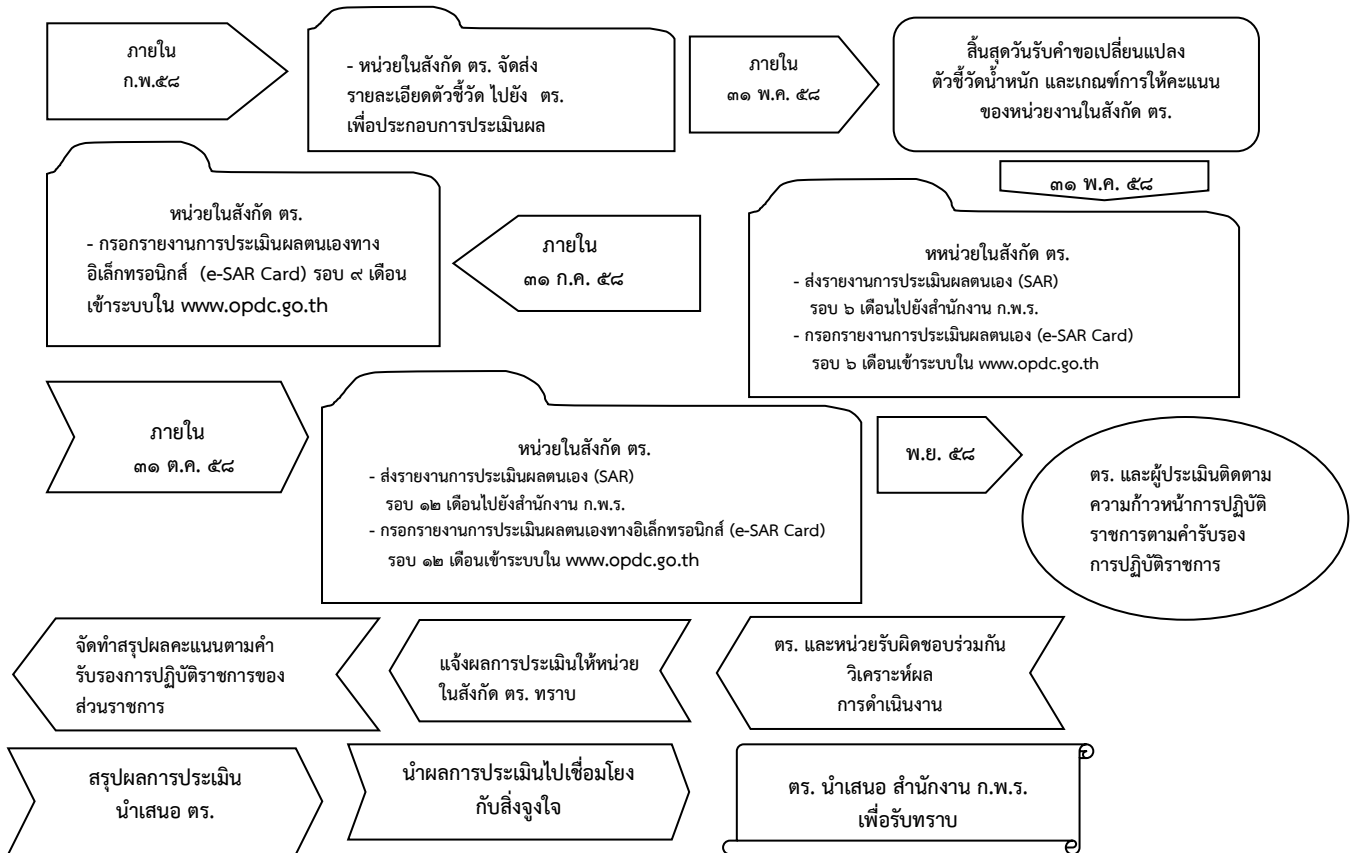 ภายใน
ก.พ.๕๘
- หน่วยในสังกัด ตร. จัดส่ง
รายละเอียดตัวชี้วัด ไปยัง ตร.
เพื่อประกอบการประเมินผล
ภายใน
๓๑ พ.ค. ๕๘
สิ้นสุดวันรับคำขอเปลี่ยนแปลง
ตัวชี้วัดน้ำหนัก และเกณฑ์การให้คะแนน
ของหน่วยงานในสังกัด ตร.
๓๑ พ.ค. ๕๘
หหน่วยในสังกัด ตร.
- ส่งรายงานการประเมินผลตนเอง (SAR)
รอบ ๖ เดือนไปยังสำนักงาน ก.พ.ร.
- กรอกรายงานการประเมินผลตนเอง (e-SAR Card)
รอบ ๖ เดือนเข้าระบบใน www.opdc.go.th
ภายใน
๓๑ ก.ค. ๕๘
หน่วยในสังกัด ตร.
- กรอกรายงานการประเมินผลตนเองทาง
อิเล็กทรอนิกส์ (e-SAR Card) รอบ ๙ เดือน
เข้าระบบใน www.opdc.go.th
ภายใน
๓๑ ต.ค. ๕๘
หน่วยในสังกัด ตร.
- ส่งรายงานการประเมินผลตนเอง (SAR)
รอบ ๑๒ เดือนไปยังสำนักงาน ก.พ.ร.
- กรอกรายงานการประเมินผลตนเองทางอิเล็กทรอนิกส์ (e-SAR Card)
รอบ ๑๒ เดือนเข้าระบบใน www.opdc.go.th
พ.ย. ๕๘
ตร. และผู้ประเมินติดตาม
ความก้าวหน้าการปฏิบัติ
ราชการตามคำรับรอง
การปฏิบัติราชการ
ตร. และหน่วยรับผิดชอบร่วมกัน
วิเคราะห์ผล
การดำเนินงาน
แจ้งผลการประเมินให้หน่วย
ในสังกัด ตร. ทราบ
จัดทำสรุปผลคะแนนตามคำ
รับรองการปฏิบัติราชการของ
ส่วนราชการ
สรุปผลการประเมิน
นำเสนอ ตร.
นำผลการประเมินไปเชื่อมโยง
กับสิ่งจูงใจ
ตร. นำเสนอ สำนักงาน ก.พ.ร.
เพื่อรับทราบ